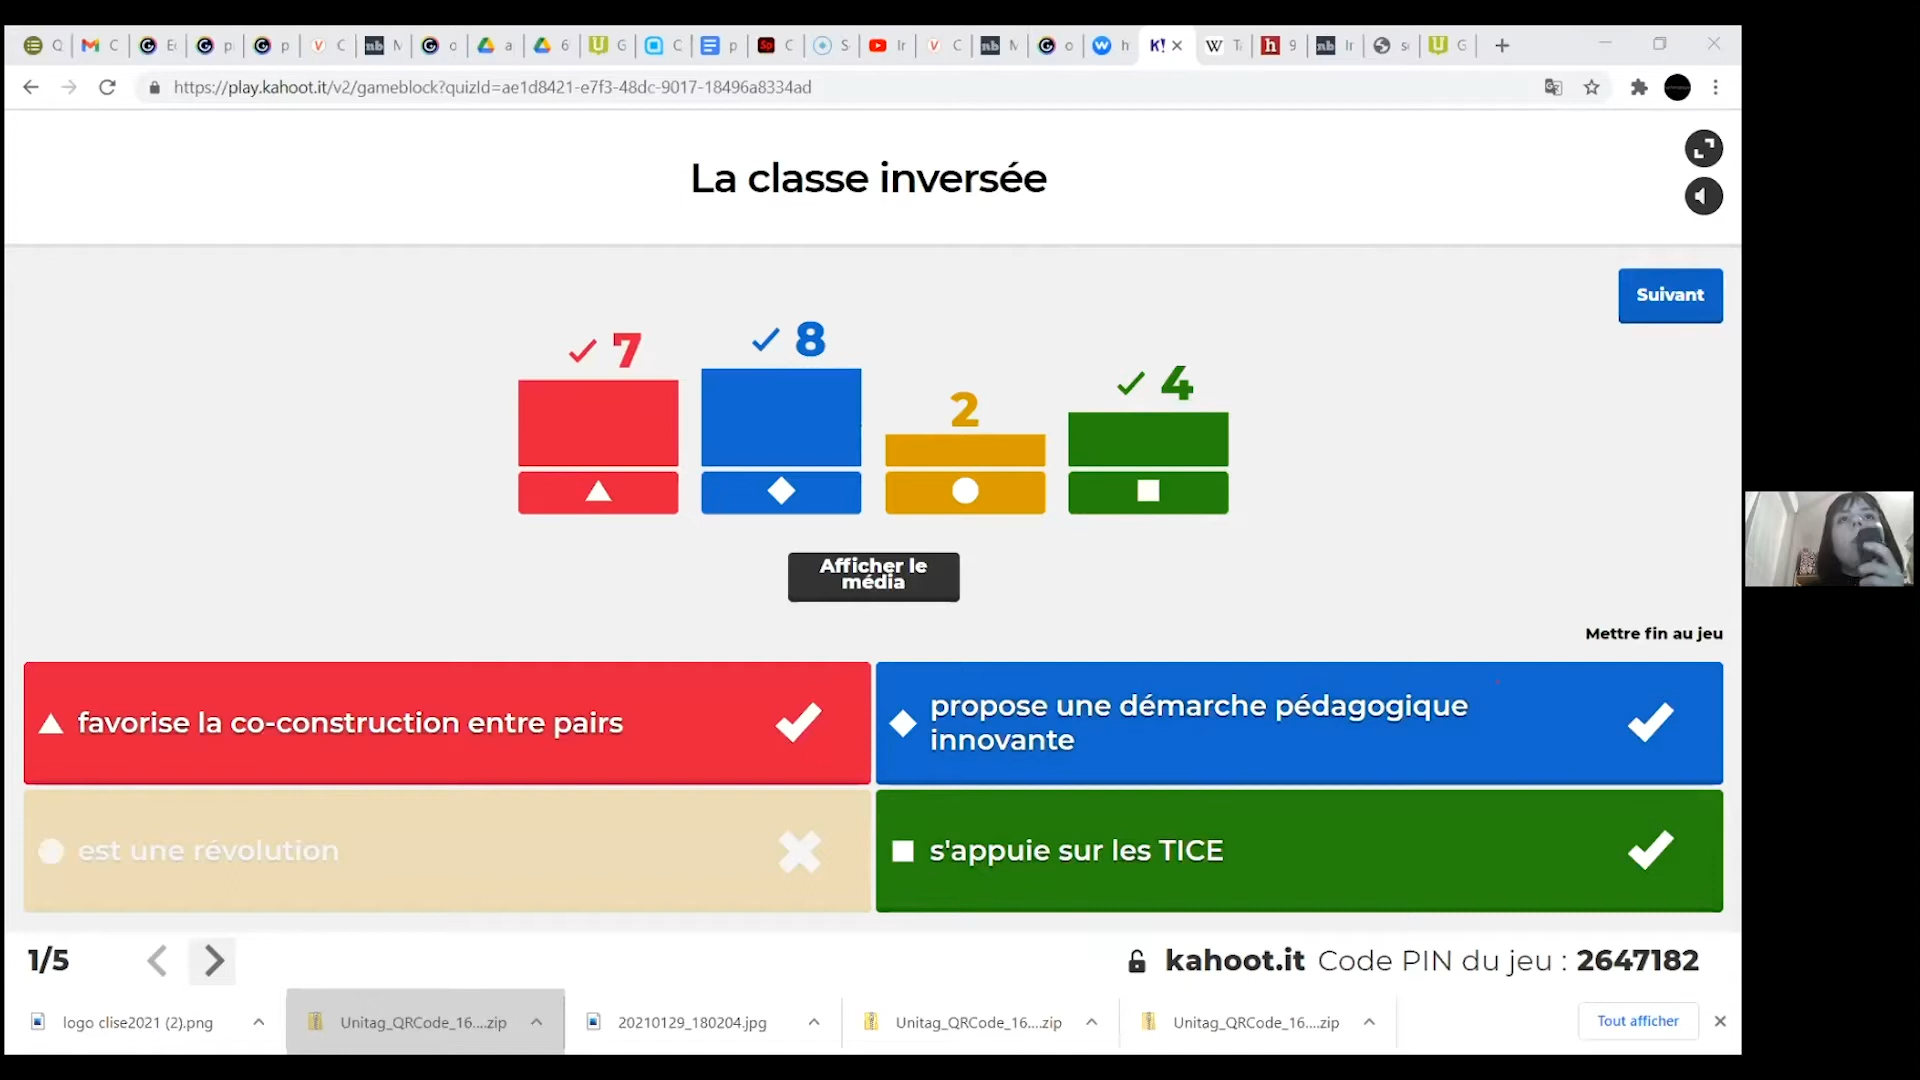 https://play.kahoot.it/v2/gameblock?quizId=ae1d8421-e7f3-48dc-9017-18496a8334ad
La classe inversée
Suivant
7
8
2
4
Afficher le
média
Mettre fin au jeu
favorise la co-construction entre pairs
propose une démarche pédagogique
innovante
est une révolution
s'appuie sur les TICE
1/5
kahoot.it Code PIN du jeu : 2647182
logo clise2021 (2).png
Unitag_QRCode_16....zip
20210129_180204.jpg
Unitag_QRCode_16....zip
Unitag_QRCode_16....zip
Tout afficher